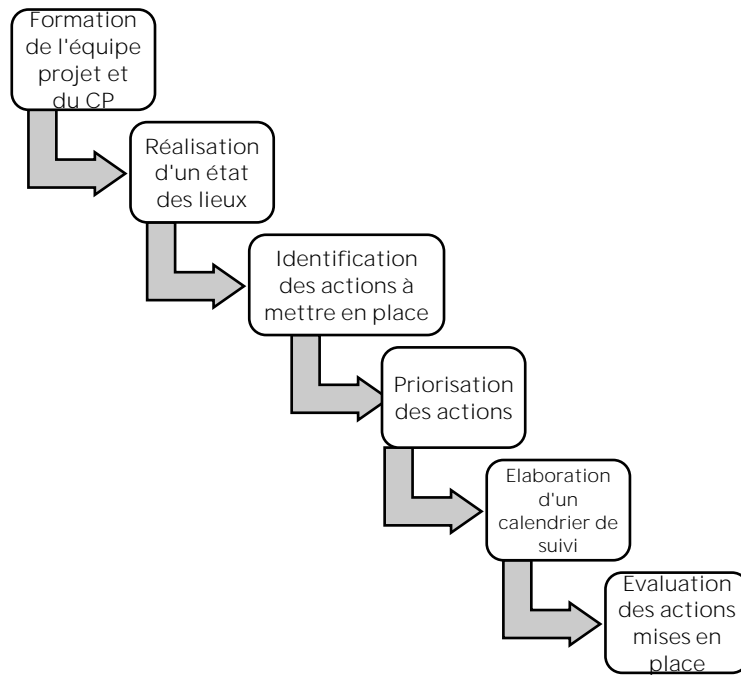 Formation
de l'équipe
projet et
du CP
Réalisation
d'un état
des lieux
Identification
des actions à
mettre en place
Priorisation
des actions
Elaboration
d'un
calendrier de
suivi
Evaluation
des actions
mises en
place